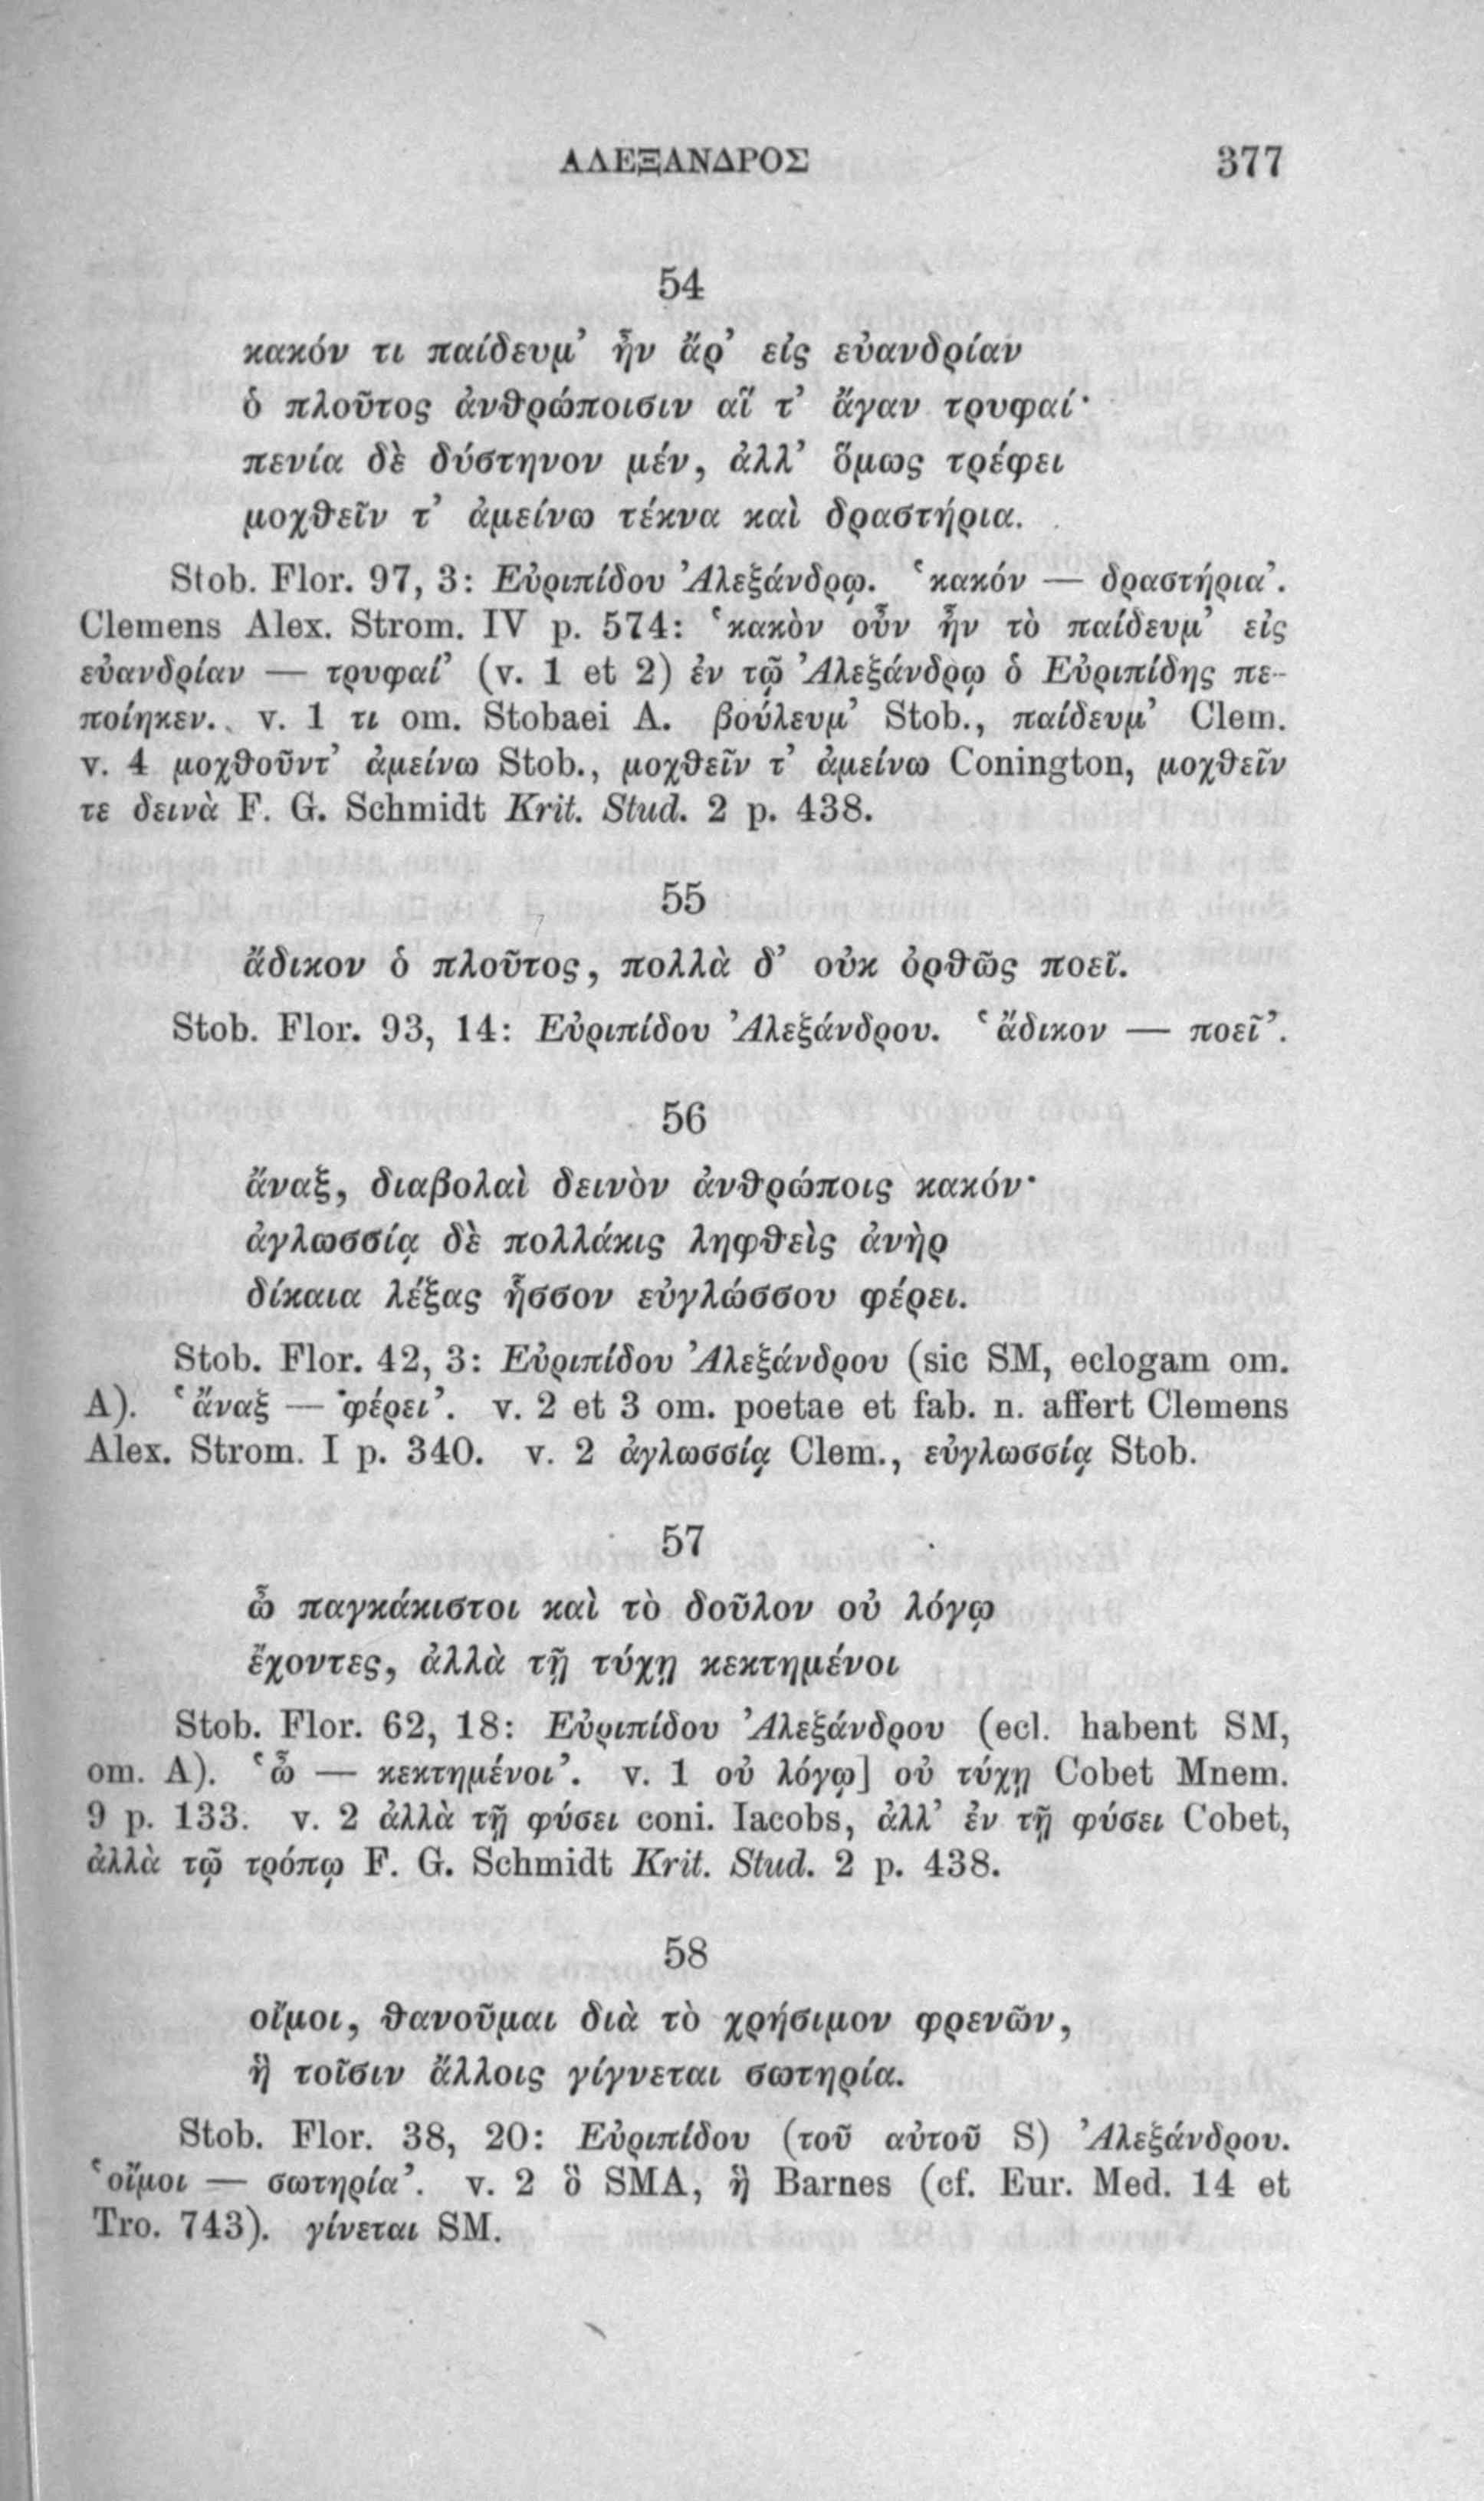 ΑΛΕΞΑΝΔΡΟΣ 377
54
κακόν τι παίδευμ’ ἦν ἄρ’ εἰς εὐανδρίαν
ὁ πλοῦτος ἀνθρώποισιν αἵ τ’ ἄγαν τρυφαί·
πενία δὲ δύστηνον μέν, ἀλλ’ ὅμως τρέφει
μοχθεῖν τ’ ἀμείνω τέκνα καὶ δραστήρια.
Stob. Flor. 97, 3: Εὐριπίδου Ἀλεξάνδρῳ. ‘κακόν — δραστήρια’.
Clemens Alex. Strom. IV p. 574: ‘κακὸν οὖν ἦν τὸ παίδευμ’ εἰς
εὐανδρίαν — τρυφαί’ (v. 1 et 2) ἐν τῷ Ἀλεξάνδρῳ ὁ Εὐριπίδης πε-
ποίηκεν. v. 1 τι om. Stobaei A. βούλευμ’ Stob., παίδευμ’ Clem.
v. 4 μοχθοῦντ’ ἀμείνω Stob., μοχθεῖν τ’ ἀμείνω Conington, μοχθεῖν
τε δεινὰ F. G. Schmidt Krit. Stud. 2 p. 438.
55
ἄδικον ὁ πλοῦτος, πολλὰ δ’ οὐκ ὀρθῶς ποεῖ.
Stob. Flor. 93, 14: Εὐριπίδου Ἀλεξάνδρου. ‘ἄδικον — ποεῖ’.
56
ἄναξ, διαβολαὶ δεινὸν ἀνθρώποις κακόν·
ἀγλωσσίᾳ δὲ πολλάκις ληφθεὶς ἀνὴρ
δίκαια λέξας ἧσσον εὐγλώσσου φέρει.
Stob. Flor. 42, 3: Εὐριπίδου Ἀλεξάνδρου (sic SM, eclogam om.
A). ‘ἄναξ — φέρει’. v. 2 et 3 om. poetae et fab. n. affert Clemens
Alex. Strom. I p. 340. v. 2 ἀγλωσσίᾳ Clem., εὐγλωσσίᾳ Stob.
57
ὦ παγκάκιστοι καὶ τὸ δοῦλον οὐ λόγῳ
ἔχοντες, ἀλλὰ τῇ τύχῃ κεκτημένοι
Stob. Flor. 62, 18: Εὐριπίδου Ἀλεξάνδρου (ecl. habent SM,
om. A). ‘ὦ — κεκτημένοι’. v. 1 οὐ λόγῳ] οὐ τύχῃ Cobet Mnem.
9 p. 133. v. 2 ἀλλὰ τῇ φύσει coni. Iacobs, ἀλλ’ ἐν τῇ φύσει Cobet,
ἀλλὰ τῷ τρόπῳ F. G. Schmidt Krit. Stud. 2 p. 438.
58
οἴμοι, θανοῦμαι διὰ τὸ χρήσιμον φρενῶν,
ἣ τοῖσιν ἄλλοις γίγνεται σωτηρία.
Stob. Flor. 38, 20: Εὐριπίδου (τοῦ αὐτοῦ S) Ἀλεξάνδρου.
‘οἴμοι — σωτηρία’. v. 2 ὃ SMA, ἣ Barnes (cf. Eur. Med. 14 et
Tro. 743). γίνεται SM.